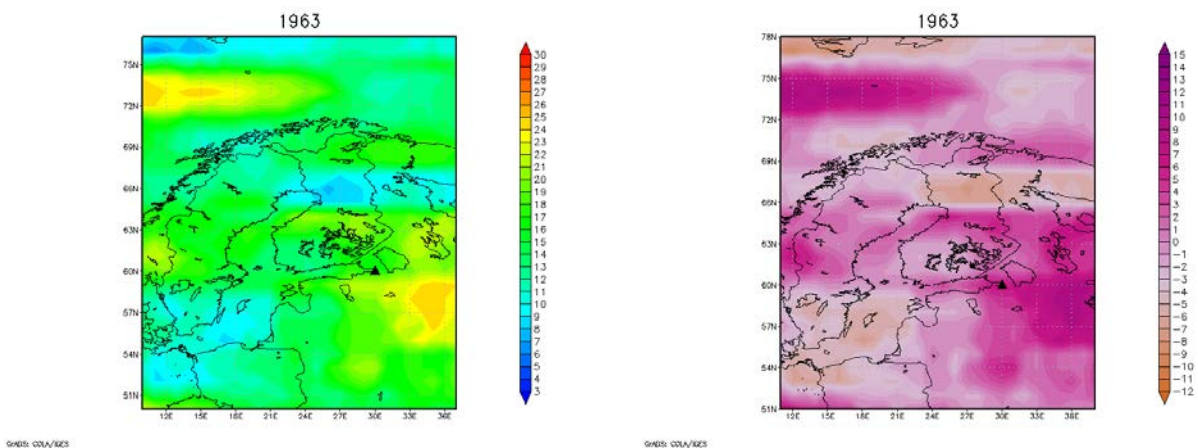 1963
75N
72N
69N
66N
63N
60N
57N
54N
51N
12E 15E 18E 21E 24E 27E 30E 33E 36E
30
29
28
27
26
25
24
23
22
21
20
19
18
17
16
15
14
13
12
11
10
9
8
7
6
5
4
3
GrADS: COLA/IGES
1963
78N
75N
72N
69N
66N
63N
60N
57N
54N
51N
12E 15E 18E 21E 24E 27E 30E 33E 36E
15
14
13
12
11
10
9
8
7
6
5
4
3
2
1
0
-1
-2
-3
-4
-5
-6
-7
-8
-9
-10
-11
-12
GrADS: COLA/IGES